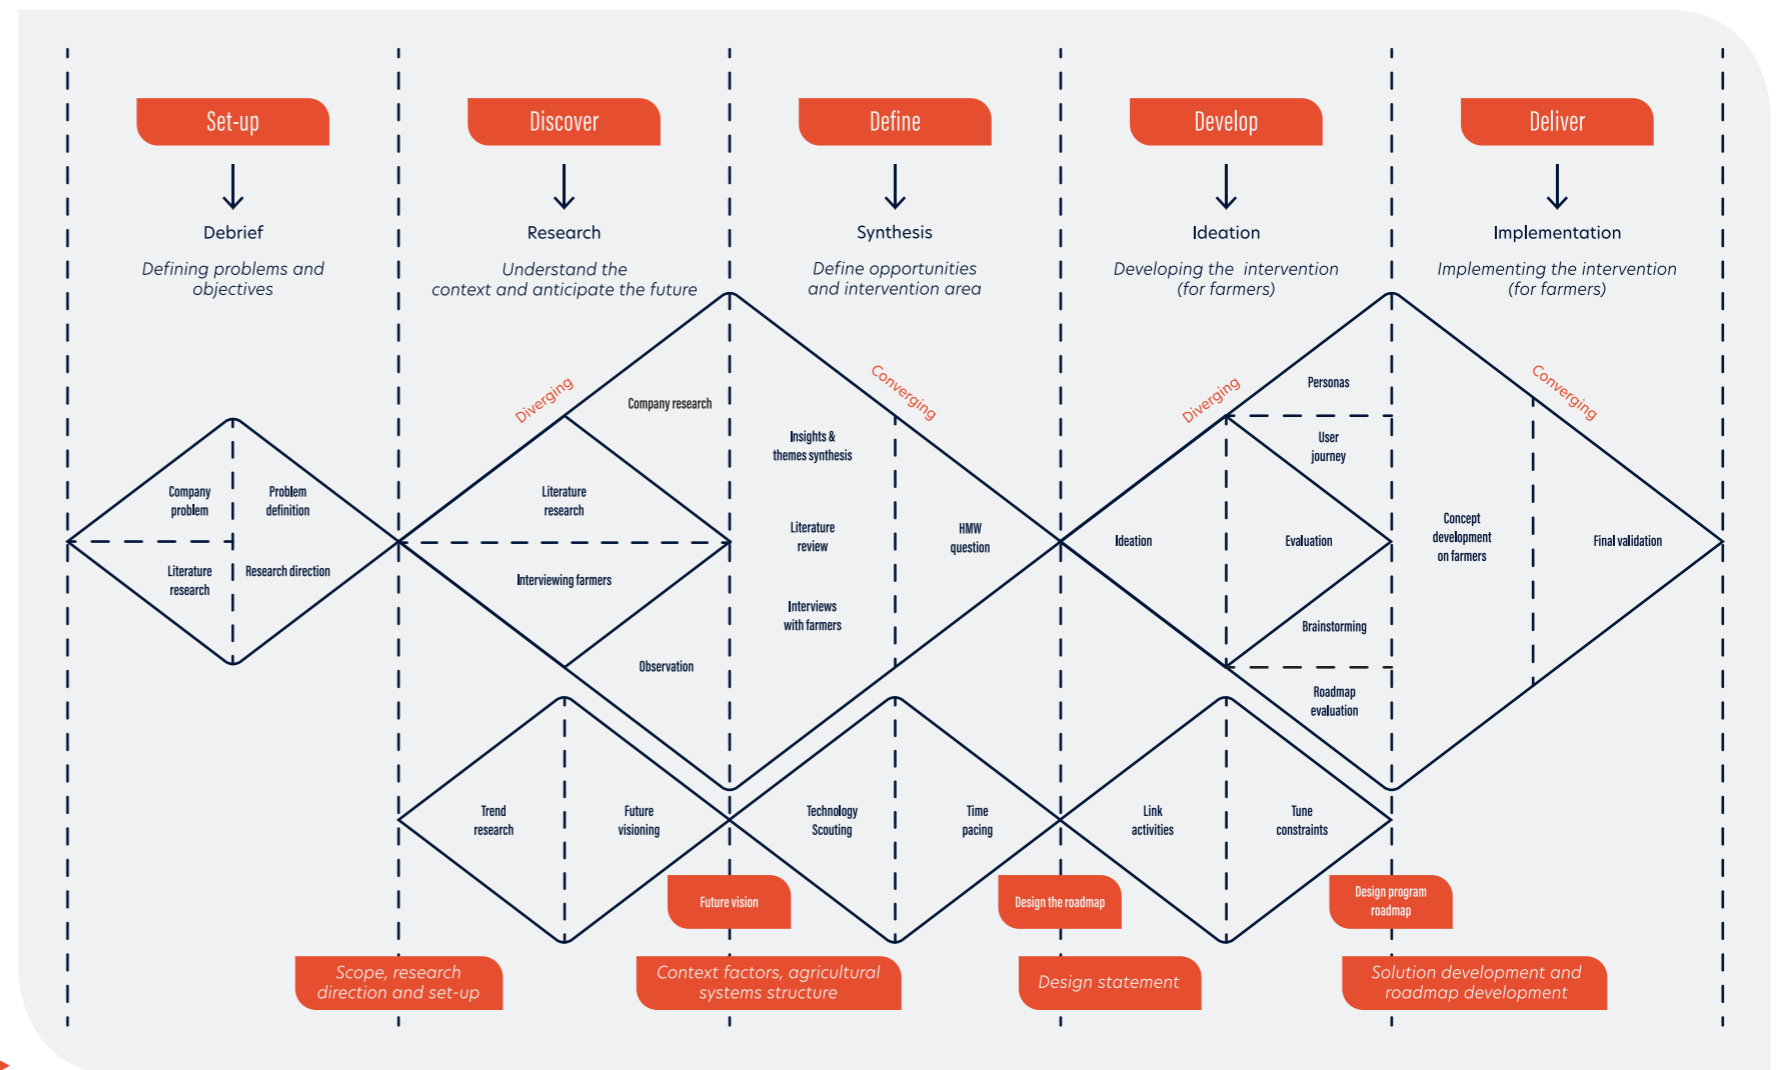 Set-up
Discover
Define
Develop
Deliver
Debrief
Research
Synthesis
Ideation
Implementation
Defining problems and
objectives
Understand the
context and anticipate the future
Define opportunities
and intervention area
Developing the intervention
(for farmers)
Implementing the intervention
(for farmers)
Company
problem
Problem
definition
Literature
research
Research direction
Diverging
Company research
Literature
research
Interviewing farmers
Observation
Converging
Insights &
themes synthesis
Literature
review
Interviews
with farmers
HMW
question
Diverging
Personas
User
journey
Ideation
Evaluation
Brainstorming
Roadmap
evaluation
Converging
Concept
development
on farmers
Final validation
Trend
research
Future
visioning
Technology
Scouting
Time
pacing
Link
activities
Tune
constraints
Future vision
Design the roadmap
Design program
roadmap
Scope, research
direction and set-up
Context factors, agricultural
systems structure
Design statement
Solution development and
roadmap development